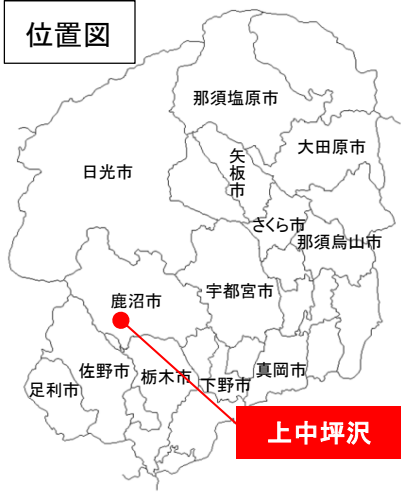 位置図
那須塩原市
大田原市
矢板市
日光市
さくら市
那須烏山市
宇都宮市
鹿沼市
佐野市
栃木市
下野市
真岡市
足利市
上中坪沢